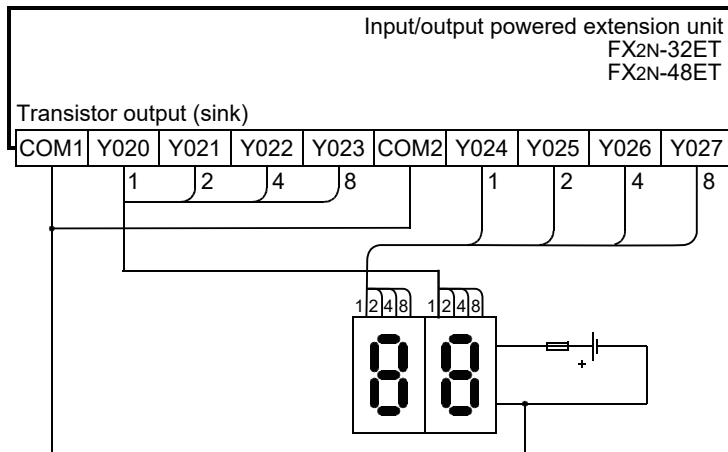 Input/output powered extension unit
FX2N-32ET
FX2N-48ET
Transistor output (sink)
COM1 Y020 Y021 Y022 Y023 COM2 Y024 Y025 Y026 Y027
1 2 4 8 1 2 4 8
1 2 4 8 1 2 4 8
8 8
+